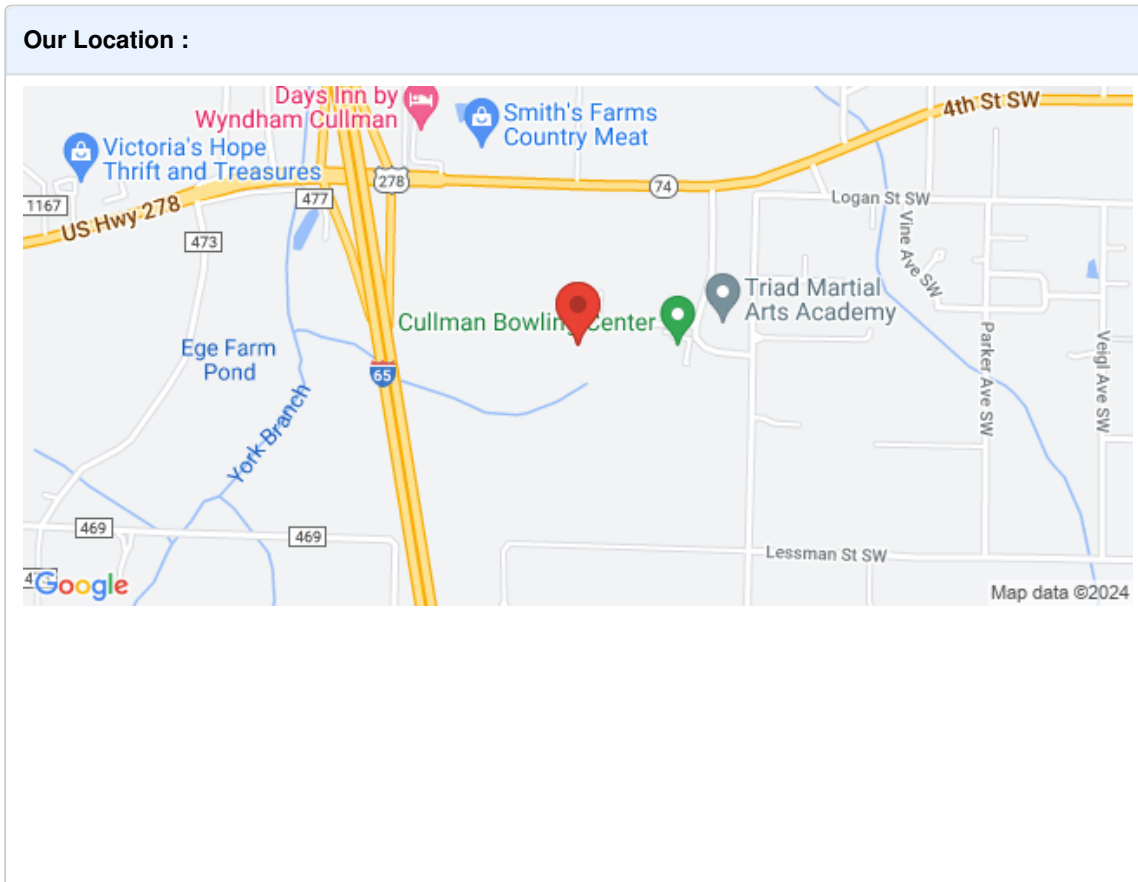 Our Location :
Days Inn by
Wyndham Cullman
Smith's Farms
Country Meat
4th St SW
Victoria's Hope
Thrift and Treasures
278
74
1167
477
US Hwy 278
473
Logan St SW
Vine Ave SW
Triad Martial
Arts Academy
Cullman Bowling Center
Ege Farm
Pond
65
Parker Ave SW
Veigl Ave SW
York Branch
469
469
Lessman St SW
Google
Map data ©2024